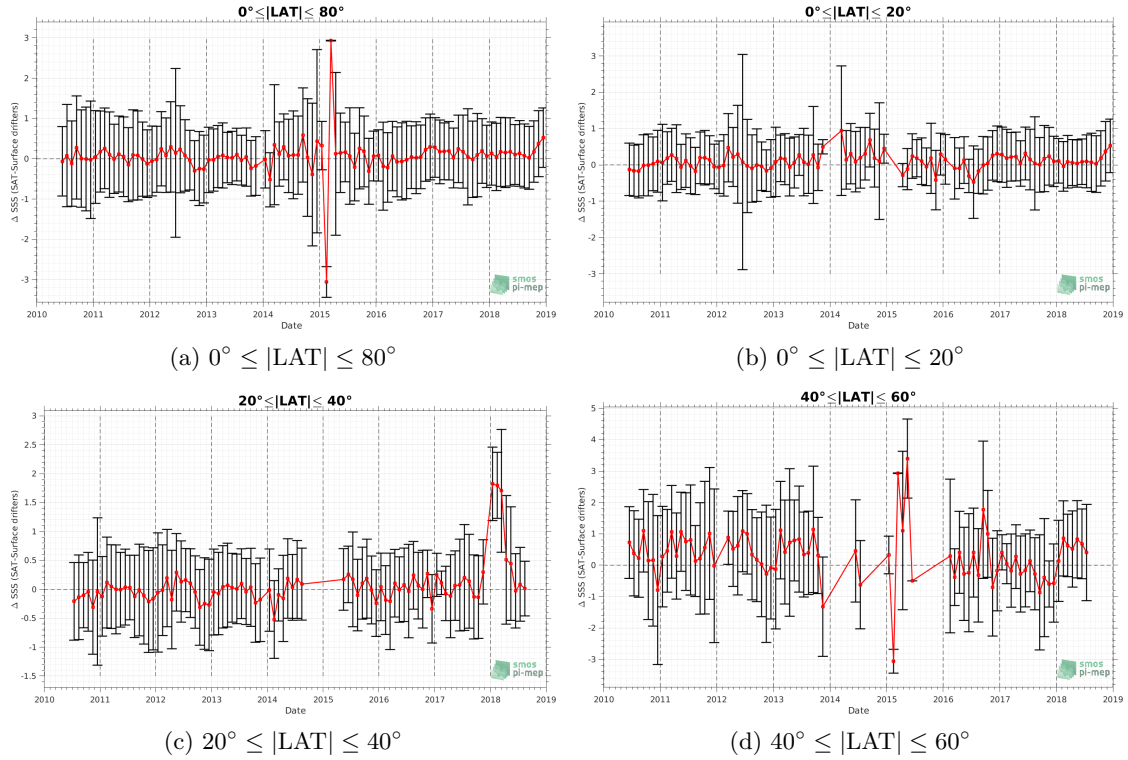 0°≤|LAT|≤ 80°
Δ SSS (SAT-Surface drifters)
3
2
1
0
-1
-2
-3
2010 2011 2012 2013 2014 2015 2016 2017 2018 2019
Date
smos
pi-mep
(a) 0° ≤ |LAT| ≤ 80°
0°≤|LAT|≤ 20°
Δ SSS (SAT-Surface drifters)
3
2
1
0
-1
-2
-3
2010 2011 2012 2013 2014 2015 2016 2017 2018 2019
Date
smos
pi-mep
(b) 0° ≤ |LAT| ≤ 20°
20°≤|LAT|≤ 40°
Δ SSS (SAT-Surface drifters)
3
2.5
2
1.5
1
0.5
0
-0.5
-1
-1.5
2010 2011 2012 2013 2014 2015 2016 2017 2018 2019
Date
smos
pi-mep
(c) 20° ≤ |LAT| ≤ 40°
40°≤|LAT|≤ 60°
Δ SSS (SAT-Surface drifters)
5
4
3
2
1
0
-1
-2
-3
2010 2011 2012 2013 2014 2015 2016 2017 2018 2019
Date
smos
pi-mep
(d) 40° ≤ |LAT| ≤ 60°